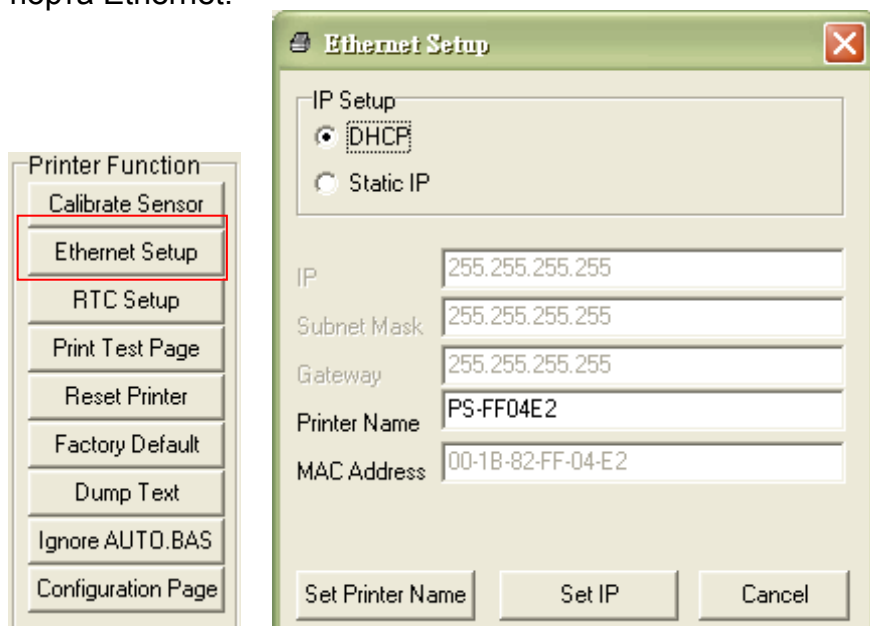 порта Ethernet.
Printer Function
Calibrate Sensor
Ethernet Setup
RTC Setup
Print Test Page
Reset Printer
Factory Default
Dump Text
Ignore AUTO.BAS
Configuration Page
Ethernet Setup
IP Setup
DHCP
Static IP
IP 255.255.255.255
Subnet Mask 255.255.255.255
Gateway 255.255.255.255
Printer Name PS-FF04E2
MAC Address 00-1B-82-FF-04-E2
Set Printer Name Set IP Cancel